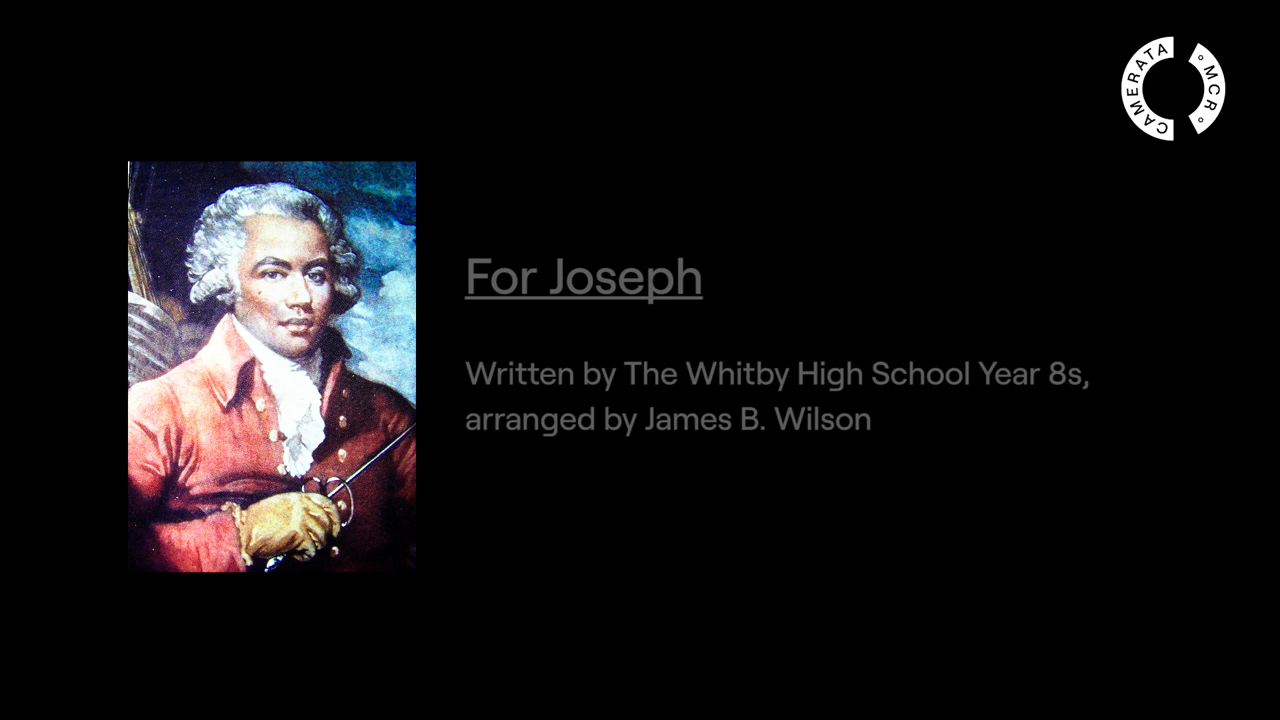 CAMERATA
MCR
For Joseph
Written by The Whitby High School Year 8s,
arranged by James B. Wilson